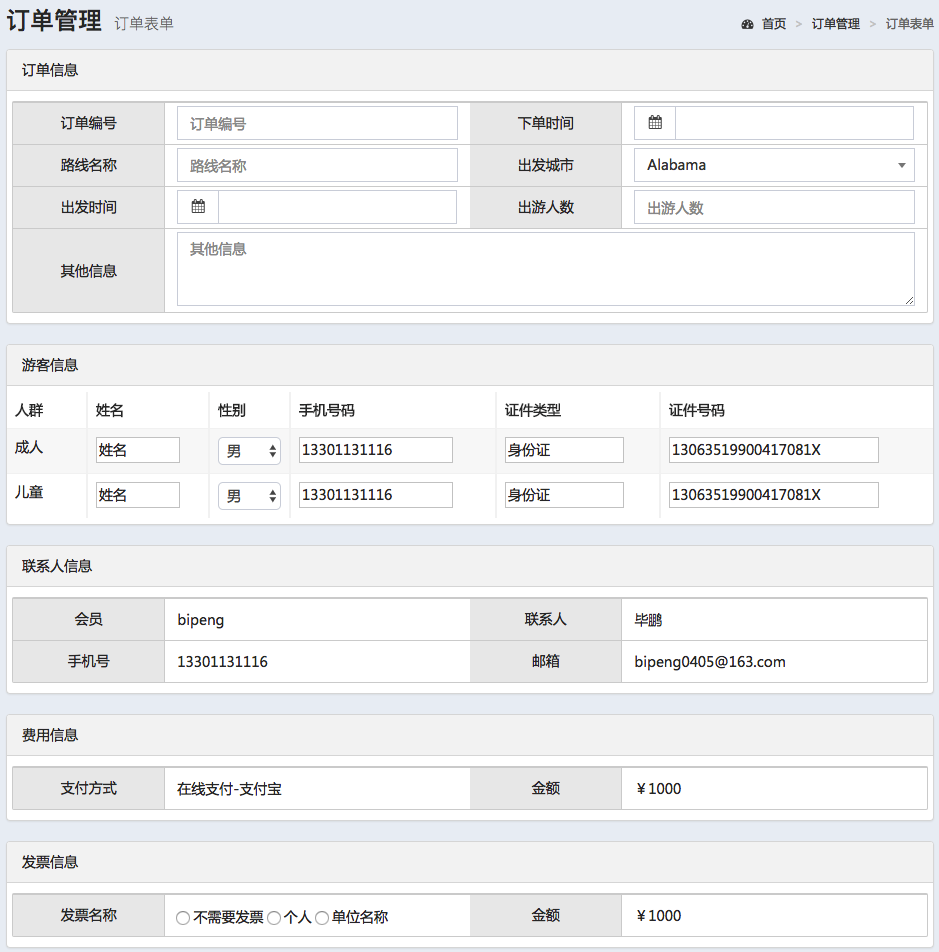 订单管理 订单表单 首页 > 订单管理 > 订单表单
订单信息
订单编号 订单编号 下单时间
路线名称 路线名称 出发城市 Alabama
出发时间 出游人数 出游人数
其他信息 其他信息
游客信息
人群 姓名 性别 手机号码 证件类型 证件号码
成人 姓名 男 13301131116 身份证 13063519900417081X
儿童 姓名 男 13301131116 身份证 13063519900417081X
联系人信息
会员 bipeng 联系人 毕鹏
手机号 13301131116 邮箱 bipeng0405@163.com
费用信息
支付方式 在线支付-支付宝 金额 ¥1000
发票信息
发票名称 不需要发票 个人 单位名称 金额 ¥1000